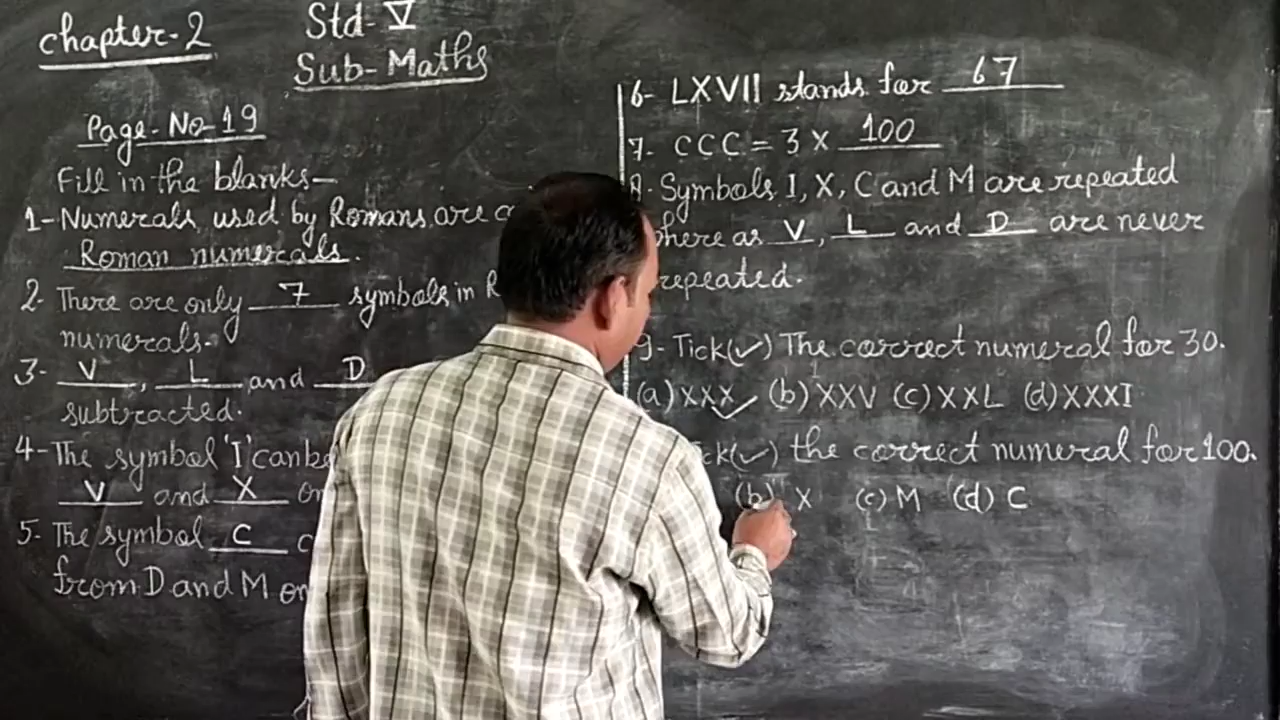 Chapter-2
Std-V
Sub-Maths
Page-No-19
Fill in the blanks-
1-Numerals used by Romans are
Roman numerals.
2- There are only 7 symbols in
numerals.
3- V, L and D
subtracted.
4-The symbol 'I' can be
V and X
5- The symbol C
from D and M
6- LXVII stands for 67
7- CCC = 3 × 100
8- Symbols I, X, C and M are repeated
where as V, L and D are never
repeated.
9- Tick(✓) The correct numeral for 30.
(a) XXX ✓ (b) XXV (c) XXL (d) XXXI
(✓) the correct numeral for 100.
(b) X (c) M (d) C